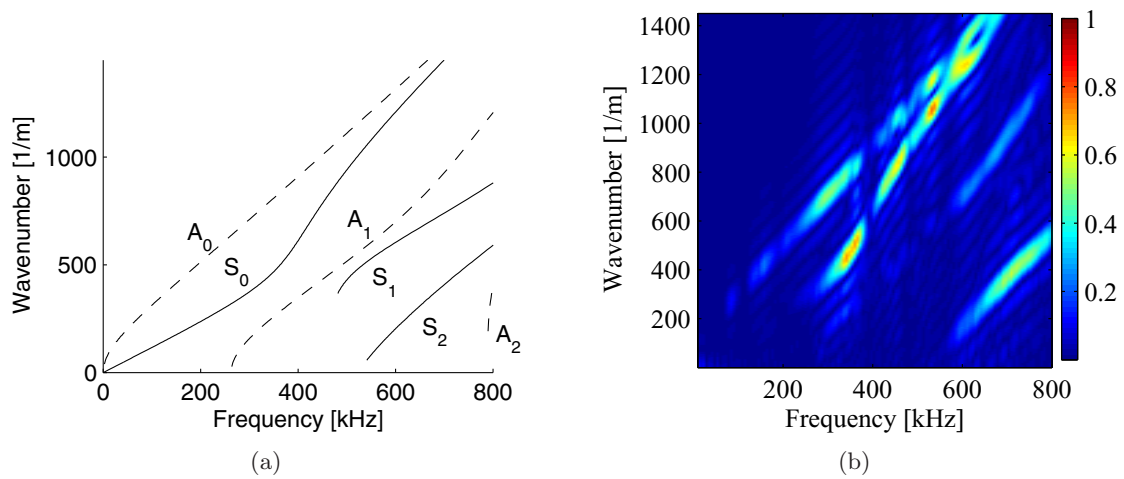 1000
500
0
0 200 400 600 800
Wavenumber [1/m]
Frequency [kHz]
A0
S0
A1
S1
S2
A2
(a)
1400
1200
1000
800
600
400
200
200 400 600 800
Wavenumber [1/m]
Frequency [kHz]
1
0.8
0.6
0.4
0.2
(b)